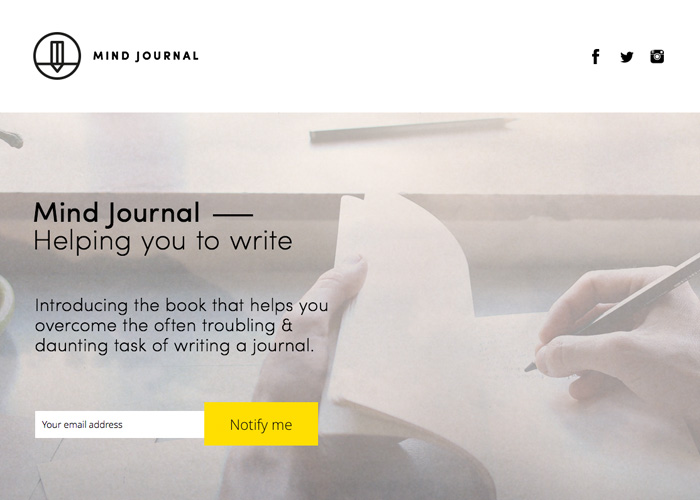 MIND JOURNAL
Mind Journal —
Helping you to write
Introducing the book that helps you
overcome the often troubling &
daunting task of writing a journal.
Your email address
Notify me